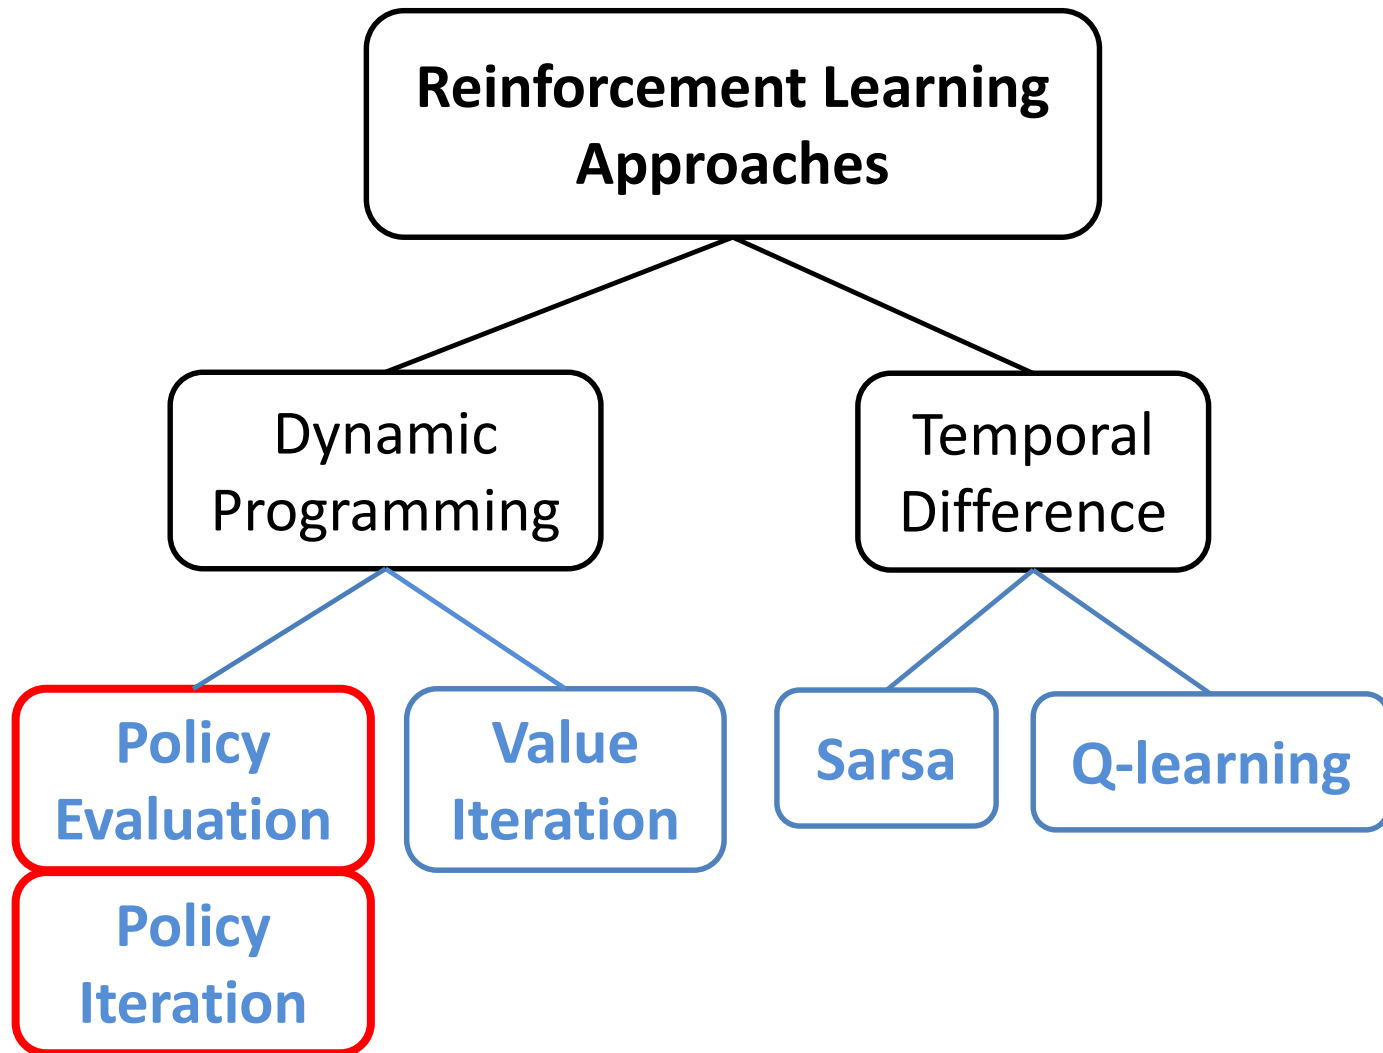 Reinforcement Learning
Approaches
Dynamic
Programming
Temporal
Difference
Policy
Evaluation
Value
Iteration
Sarsa
Q-learning
Policy
Iteration